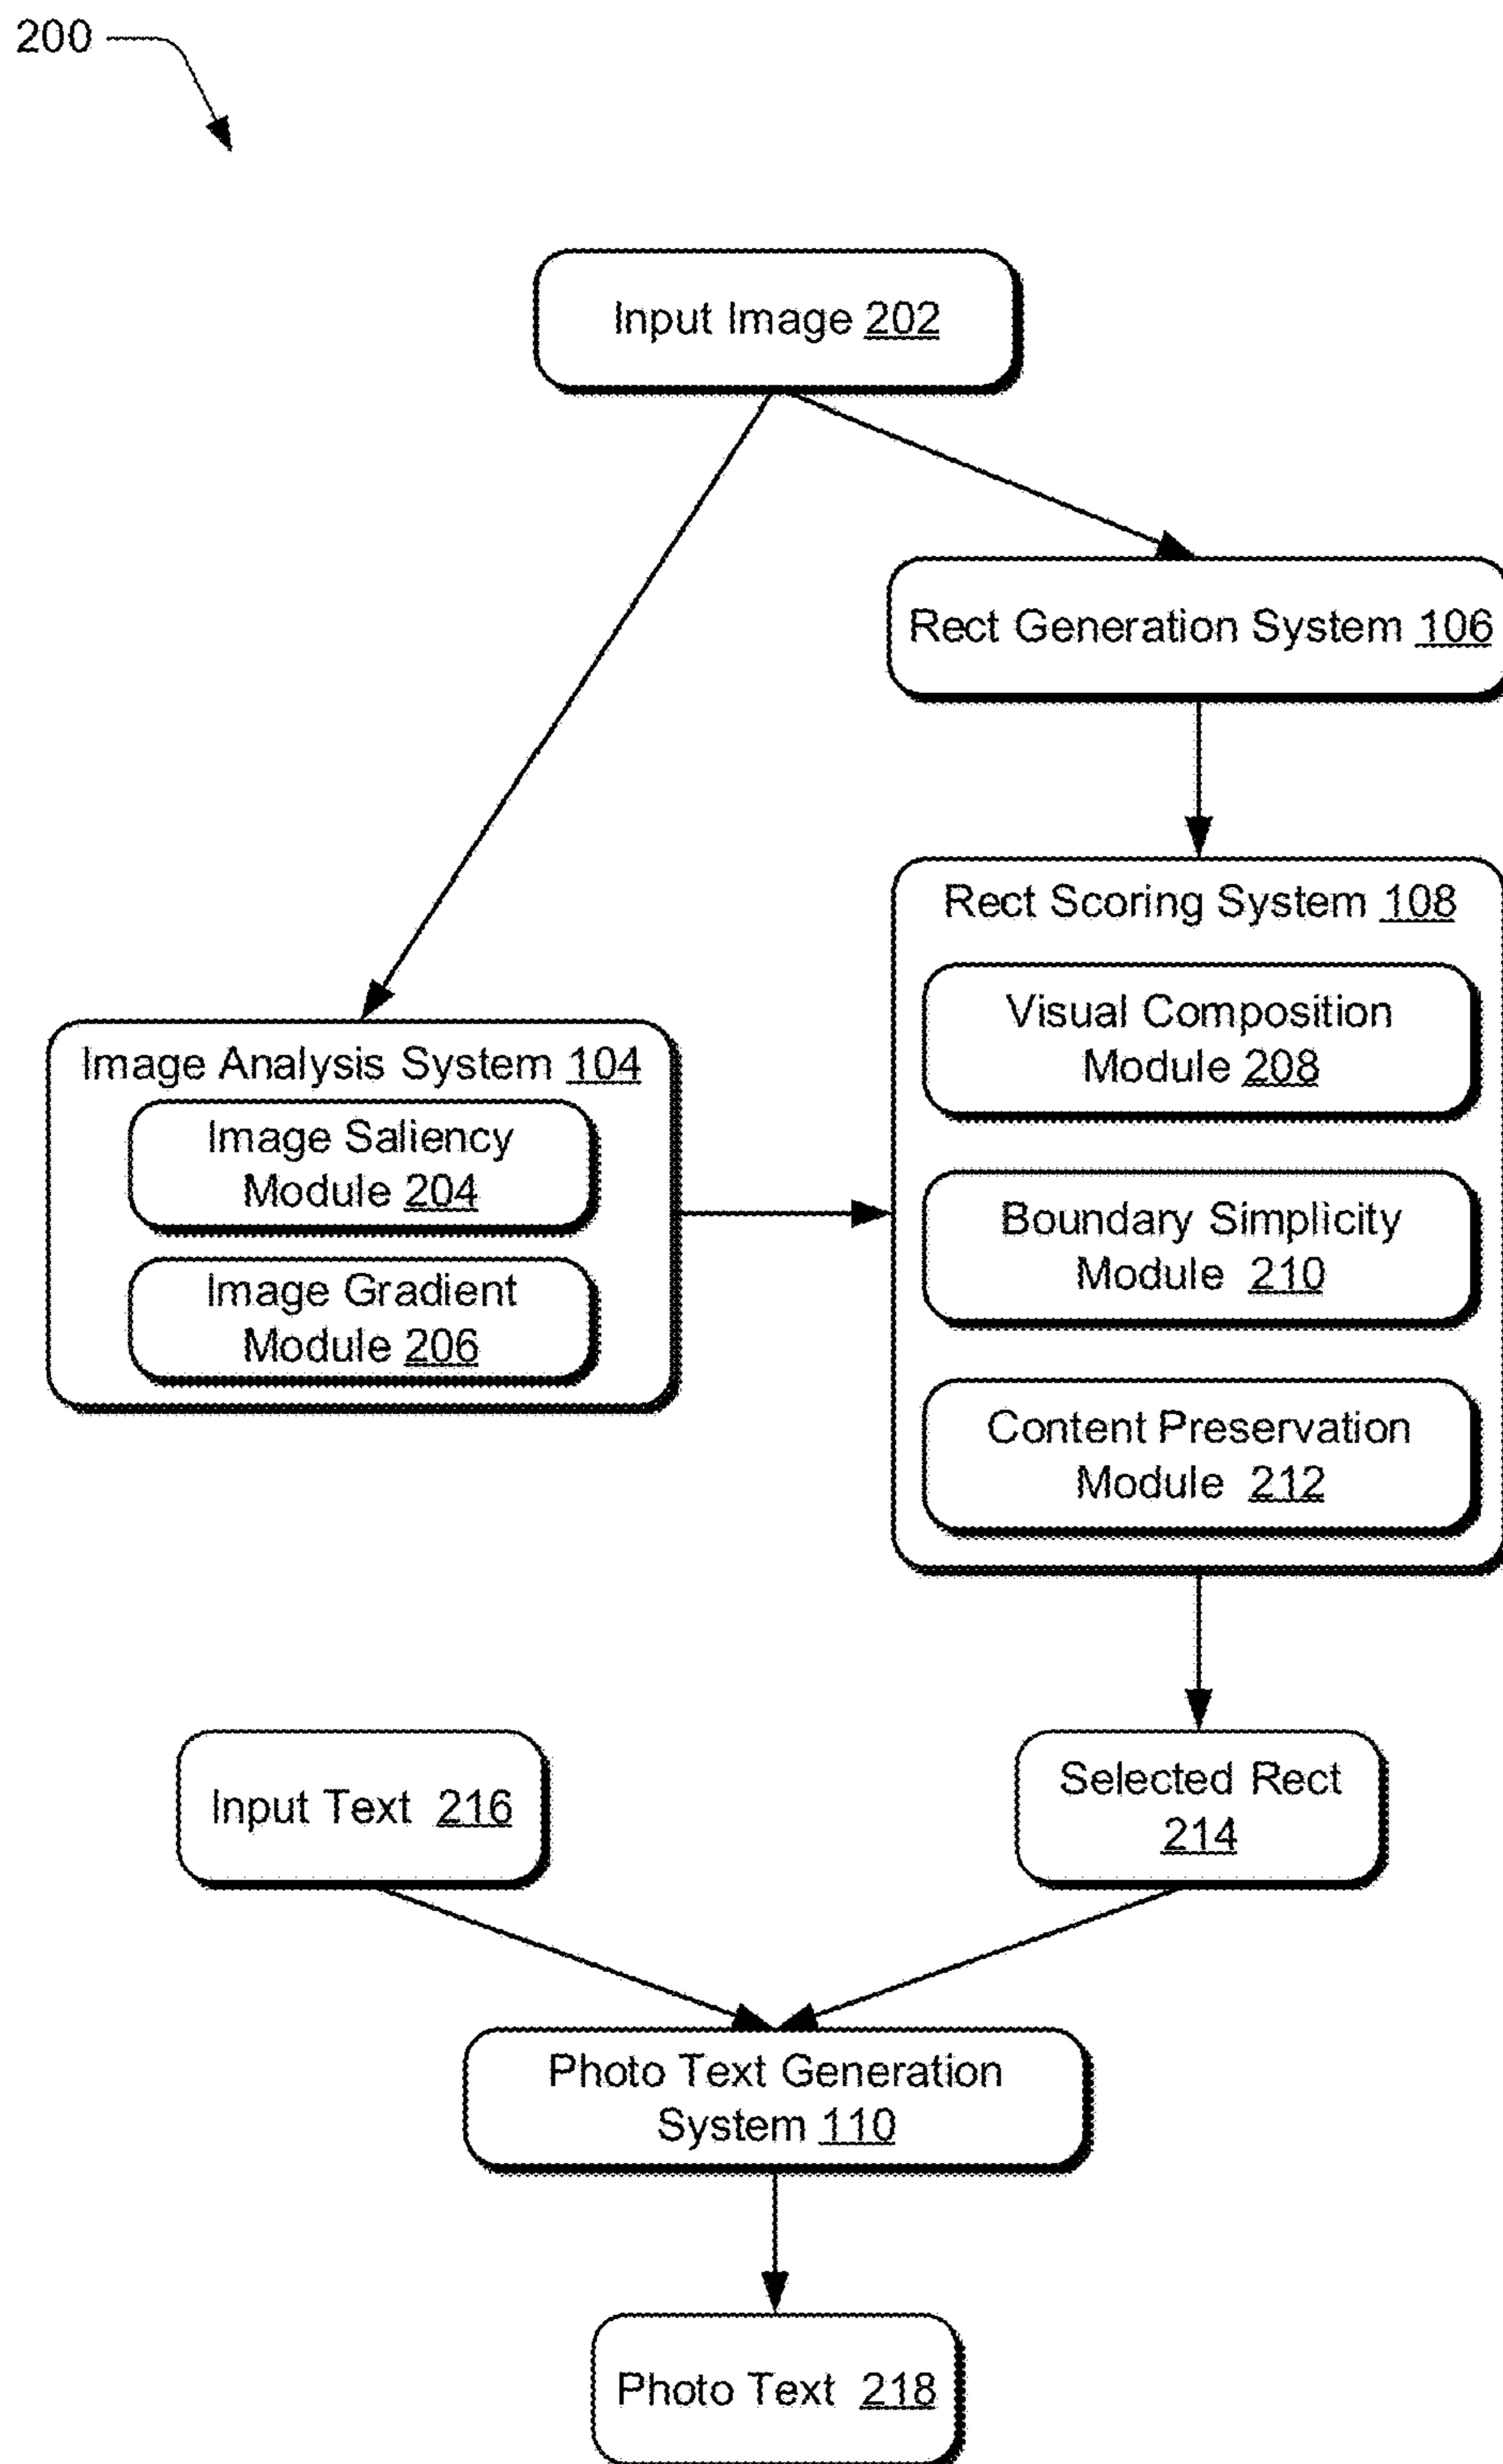 200
Input Image 202
Rect Generation System 106
Rect Scoring System 108
Visual Composition
Module 208
Image Analysis System 104
Image Saliency
Module 204
Boundary Simplicity
Module 210
Image Gradient
Module 206
Content Preservation
Module 212
Input Text 216
Selected Rect
214
Photo Text Generation
System 110
Photo Text 218